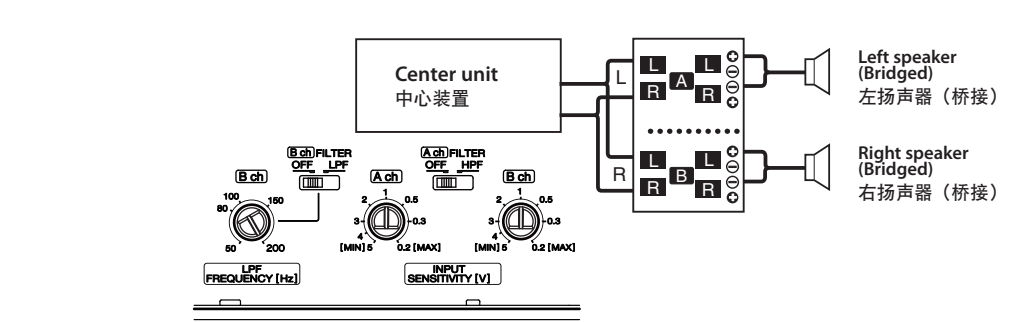 Center unit
中心装置
L
R
L
R
A
L
R
L
R
B
L
R
Left speaker
(Bridged)
左扬声器（桥接）
Right speaker
(Bridged)
右扬声器（桥接）
B ch FILTER
OFF LPF
A ch FILTER
OFF HPF
B ch
A ch
B ch
100
150
80
50
200
1
2
0.5
3
0.3
4
[MIN] 5
0.2 [MAX]
1
2
0.5
3
0.3
4
[MIN] 5
0.2 [MAX]
LPF
FREQUENCY [Hz]
INPUT
SENSITIVITY [V]